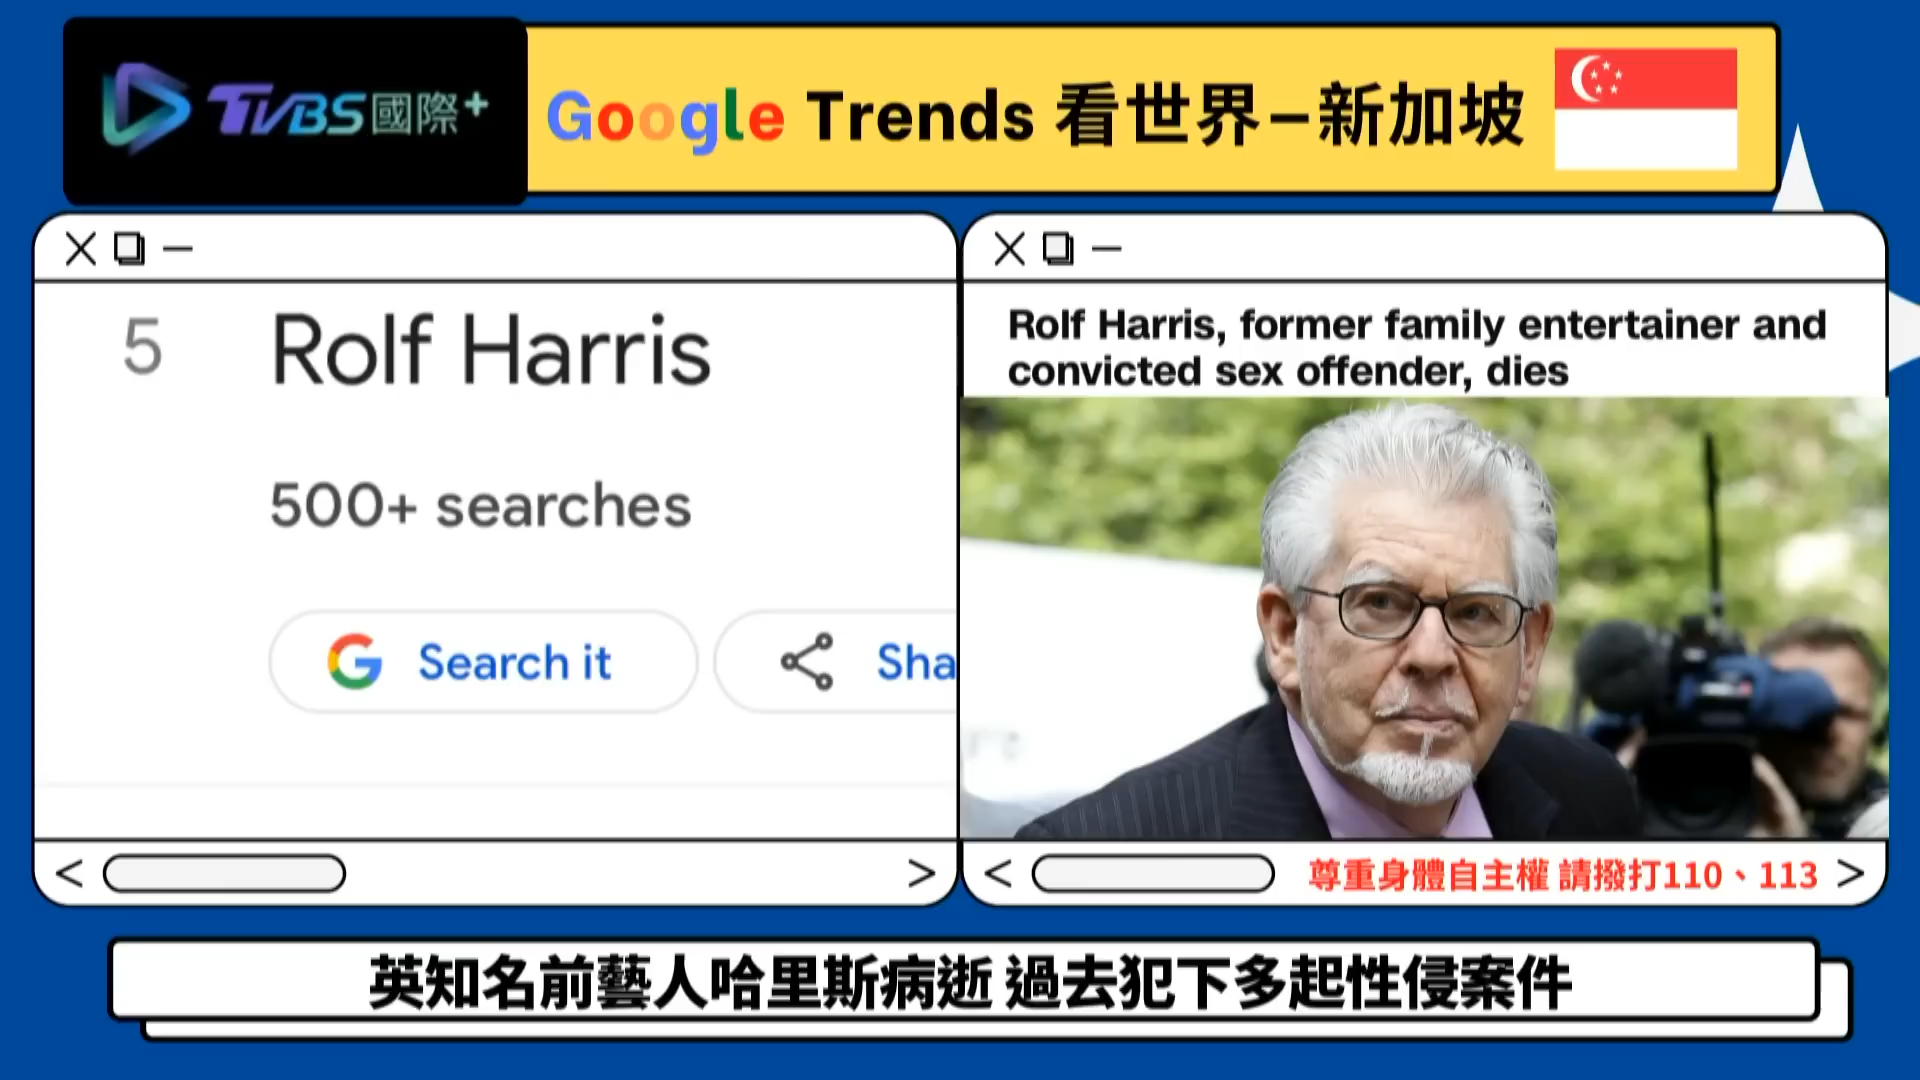 TVBS國際+
Google Trends 看世界–新加坡
5
Rolf Harris
500+ searches
Search it
Sha
Rolf Harris, former family entertainer and
convicted sex offender, dies
尊重身體自主權 請撥打110、113
英知名前藝人哈里斯病逝 過去犯下多起性侵案件